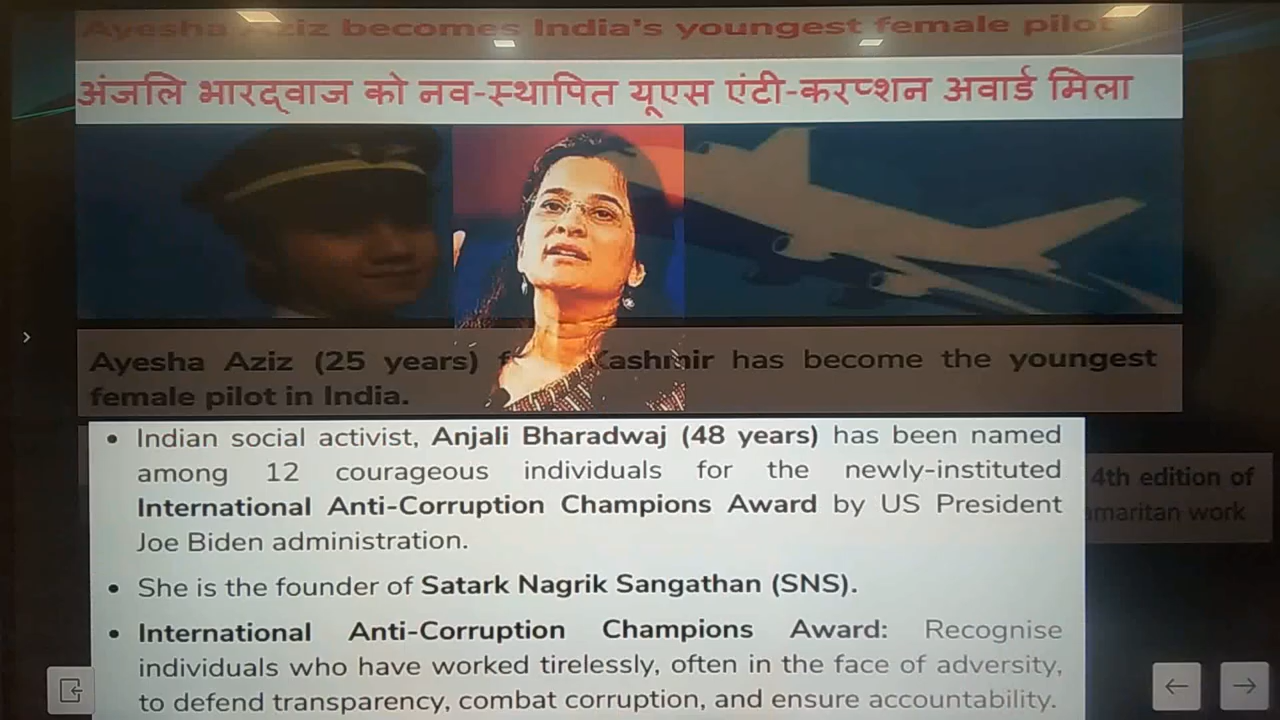 Ayesha Aziz becomes India's youngest female pilot
अंजलि भारद्वाज को नव-स्थापित यूएस एंटी-करप्शन अवार्ड मिला
Ayesha Aziz (25 years) f Kashmir has become the youngest
female pilot in India.
• Indian social activist, Anjali Bharadwaj (48 years) has been named
among 12 courageous individuals for the newly-instituted
International Anti-Corruption Champions Award by US President
Joe Biden administration.
4th edition of
amaritan work
• She is the founder of Satark Nagrik Sangathan (SNS).
• International Anti-Corruption Champions Award: Recognise
individuals who have worked tirelessly, often in the face of adversity,
to defend transparency, combat corruption, and ensure accountability.